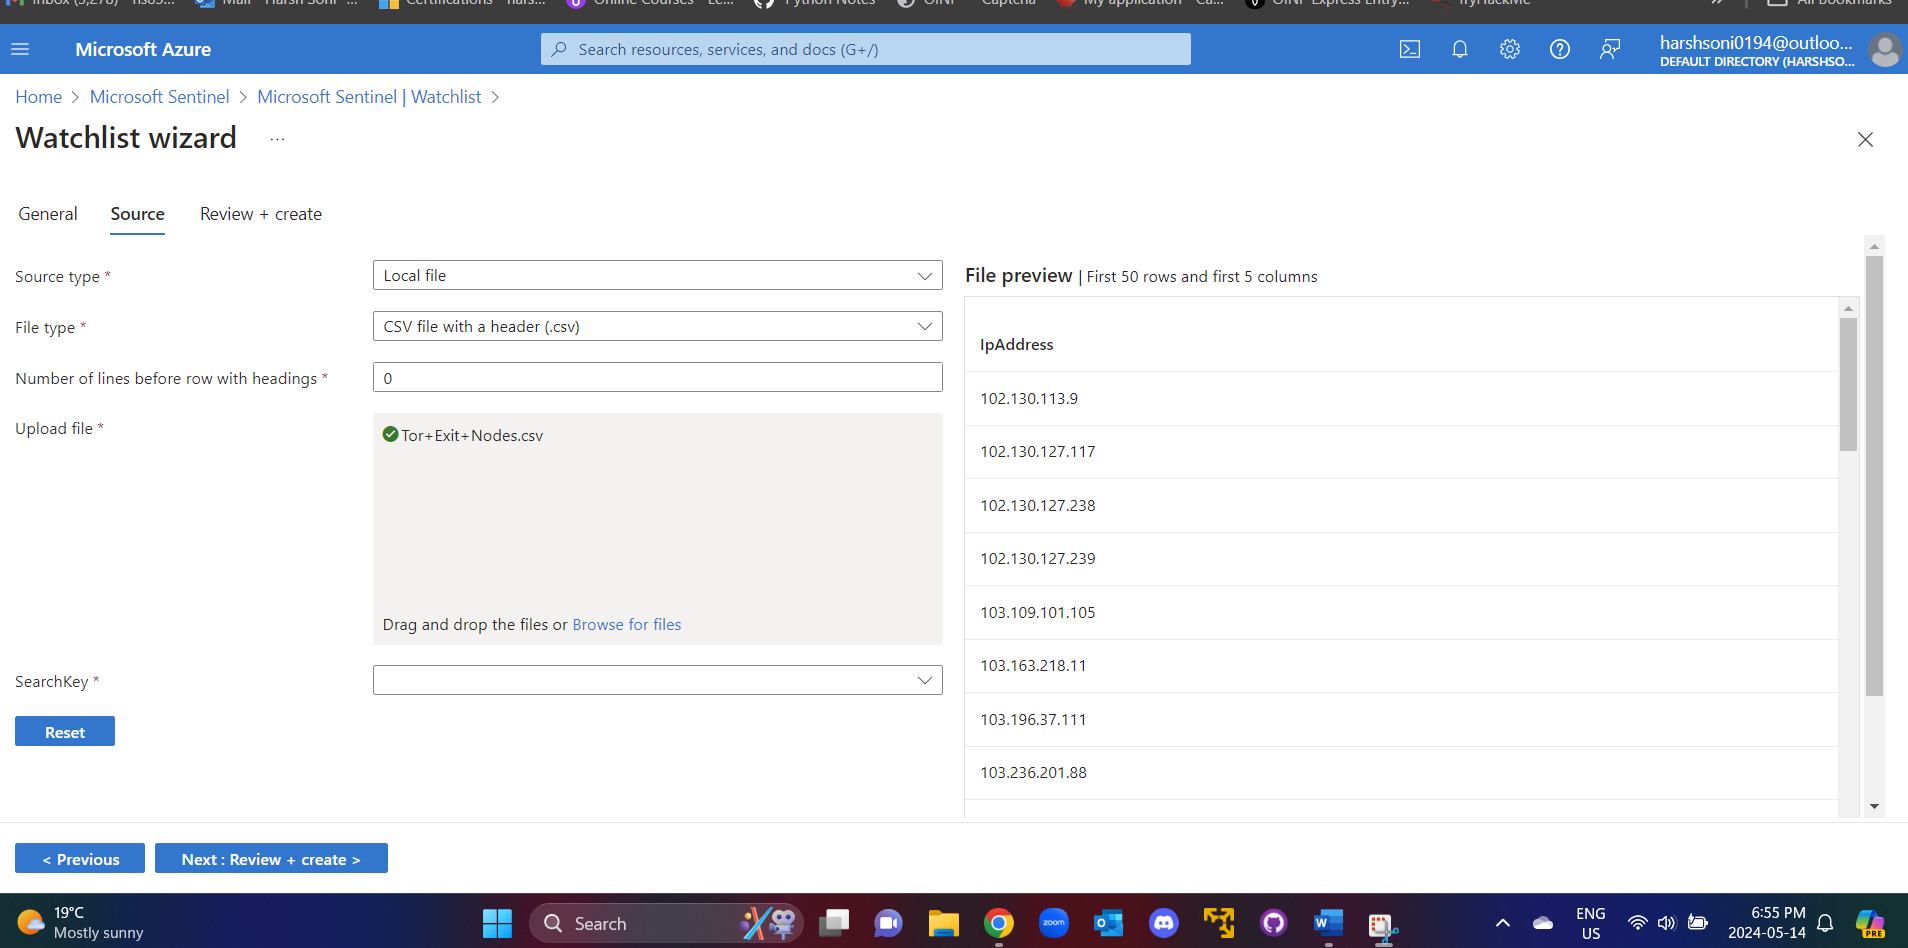 Microsoft Azure
Search resources, services, and docs (G+/)
harshsoni0194@outloo...
DEFAULT DIRECTORY (HARSHSO...
Home > Microsoft Sentinel > Microsoft Sentinel | Watchlist >
Watchlist wizard ...
General Source Review + create
Source type *
Local file
File type *
CSV file with a header (.csv)
Number of lines before row with headings *
0
Upload file *
Tor+Exit+Nodes.csv
Drag and drop the files or Browse for files
SearchKey *
Reset
File preview | First 50 rows and first 5 columns
IpAddress
102.130.113.9
102.130.127.117
102.130.127.238
102.130.127.239
103.109.101.105
103.163.218.11
103.196.37.111
103.236.201.88
< Previous
Next : Review + create >
19°C
Mostly sunny
Search
zoom
ENG
US
6:55 PM
2024-05-14
PRE